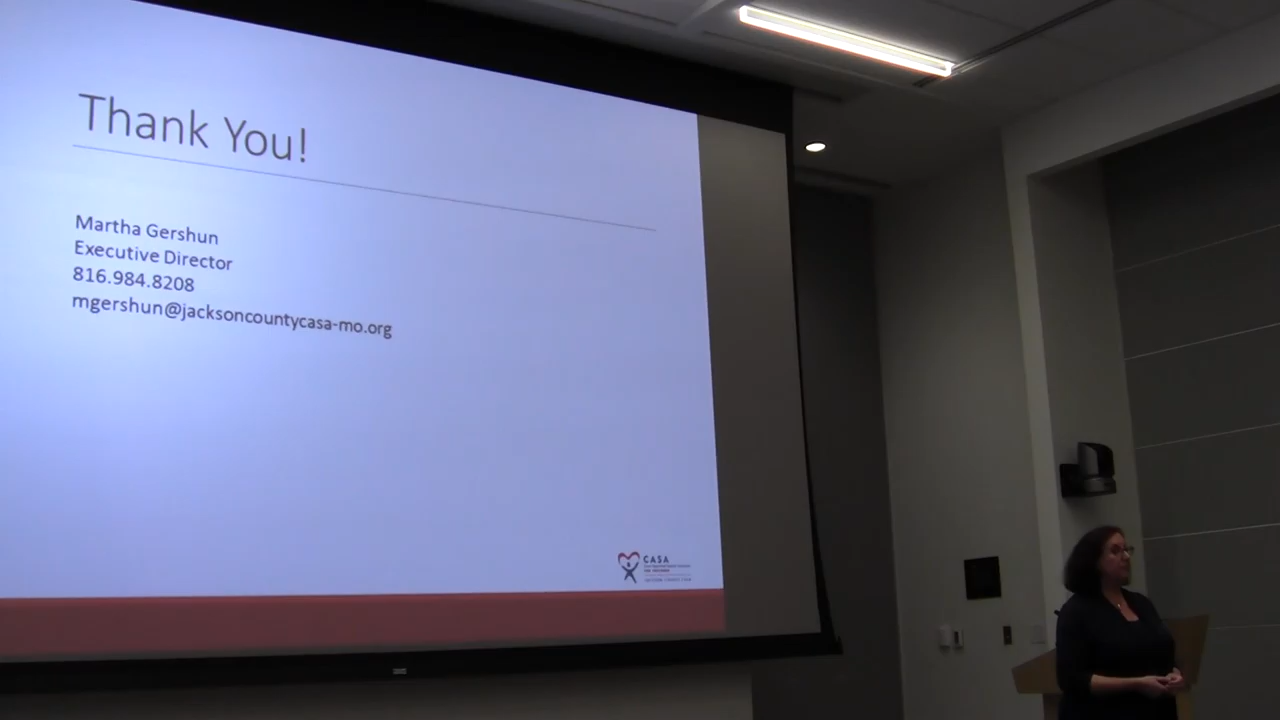 Thank You!
Martha Gershun
Executive Director
816.984.8208
mgershun@jacksoncountycasa-mo.org
CASA